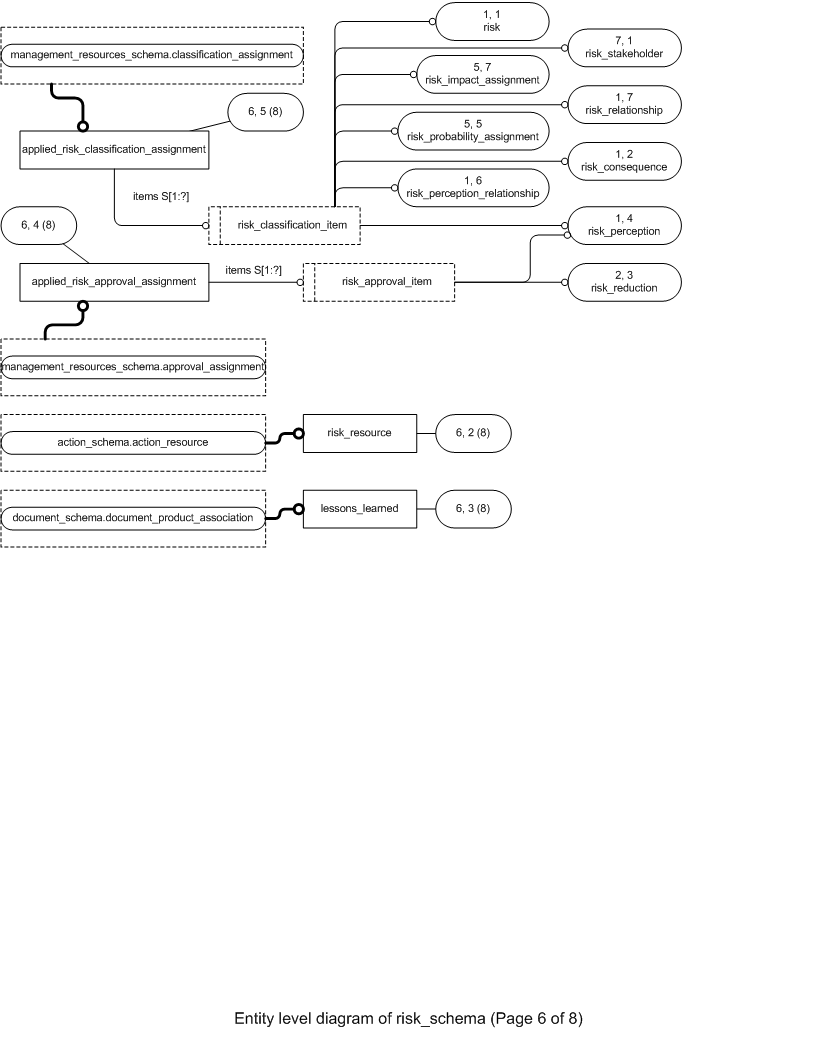 1, 1
risk
management_resources_schema.classification_assignment
7, 1
risk_stakeholder
5, 7
risk_impact_assignment
6, 5 (8)
1, 7
risk_relationship
5, 5
risk_probability_assignment
applied_risk_classification_assignment
1, 2
risk_consequence
1, 6
risk_perception_relationship
items S[1:?]
6, 4 (8)
risk_classification_item
1, 4
risk_perception
applied_risk_approval_assignment
items S[1:?]
risk_approval_item
2, 3
risk_reduction
management_resources_schema.approval_assignment
action_schema.action_resource
risk_resource
6, 2 (8)
document_schema.document_product_association
lessons_learned
6, 3 (8)
Entity level diagram of risk_schema (Page 6 of 8)